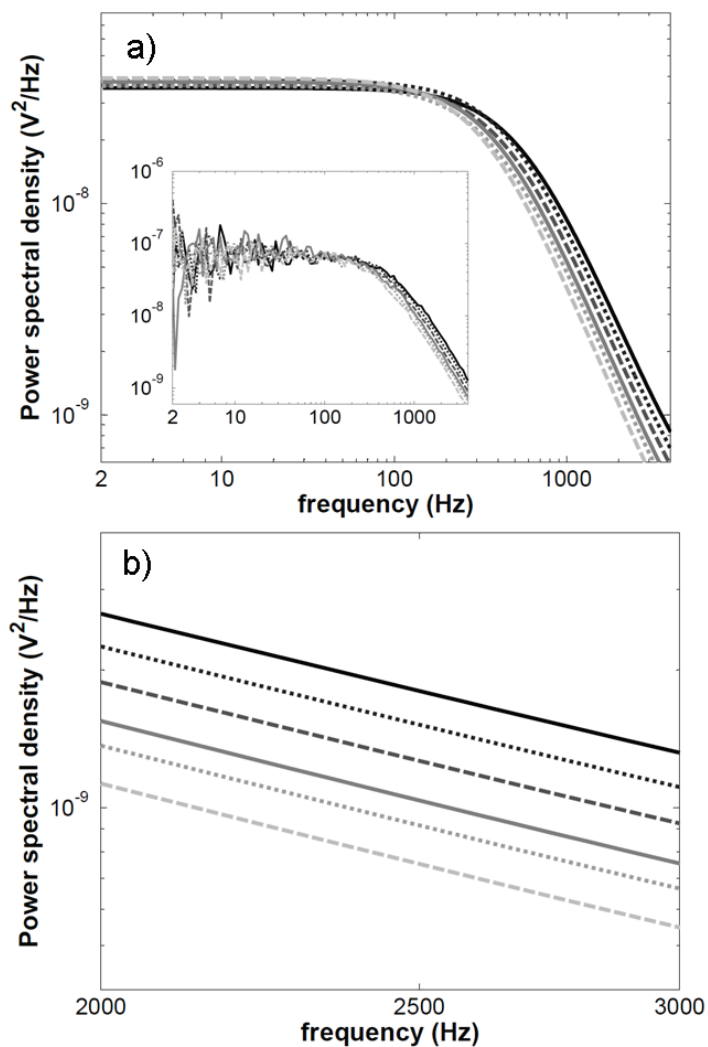 a)
Power spectral density (V²/Hz)
10⁻⁸
10⁻⁹
10⁻⁶
10⁻⁷
10⁻⁸
10⁻⁹
2 10 100 1000
2 10 100 1000
frequency (Hz)
b)
Power spectral density (V²/Hz)
10⁻⁹
2000 2500 3000
frequency (Hz)